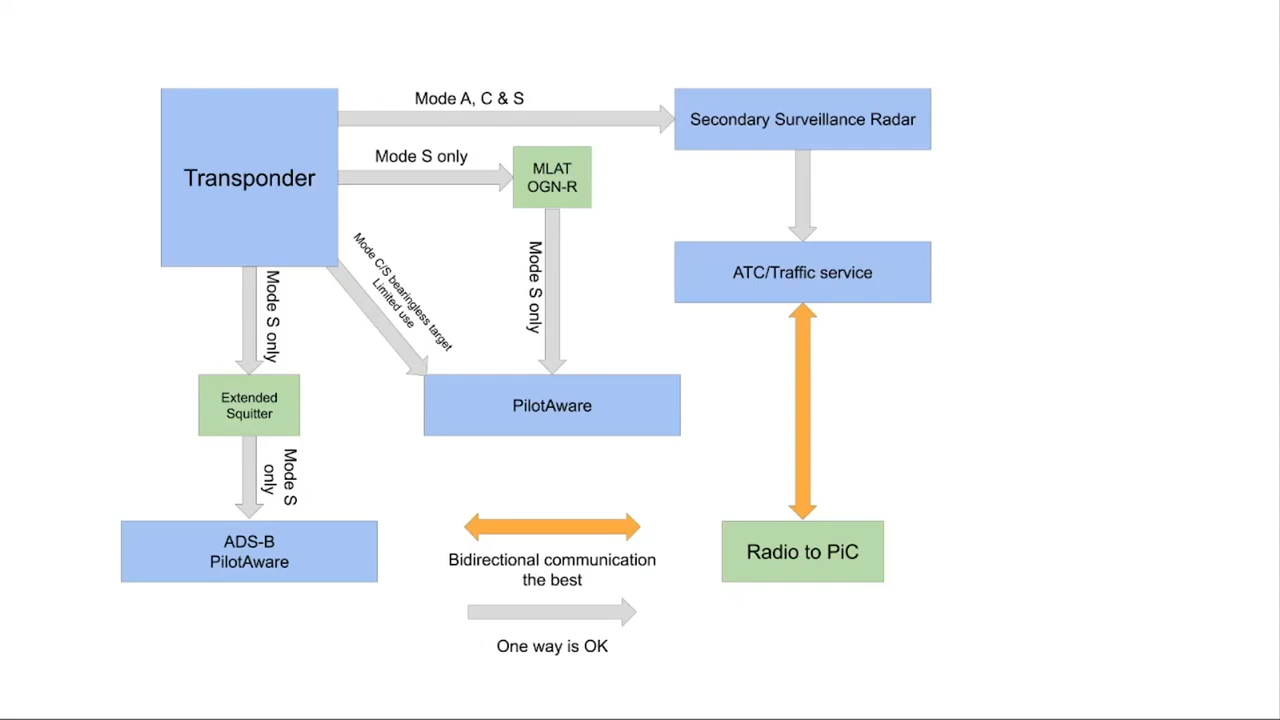 Mode A, C & S
Secondary Surveillance Radar
Transponder
Mode S only
MLAT
OGN-R
Mode C/S bearingless target
Limited use
Mode S only
Mode S only
ATC/Traffic service
Extended
Squitter
PilotAware
Mode S
only
ADS-B
PilotAware
Bidirectional communication
the best
Radio to PiC
One way is OK